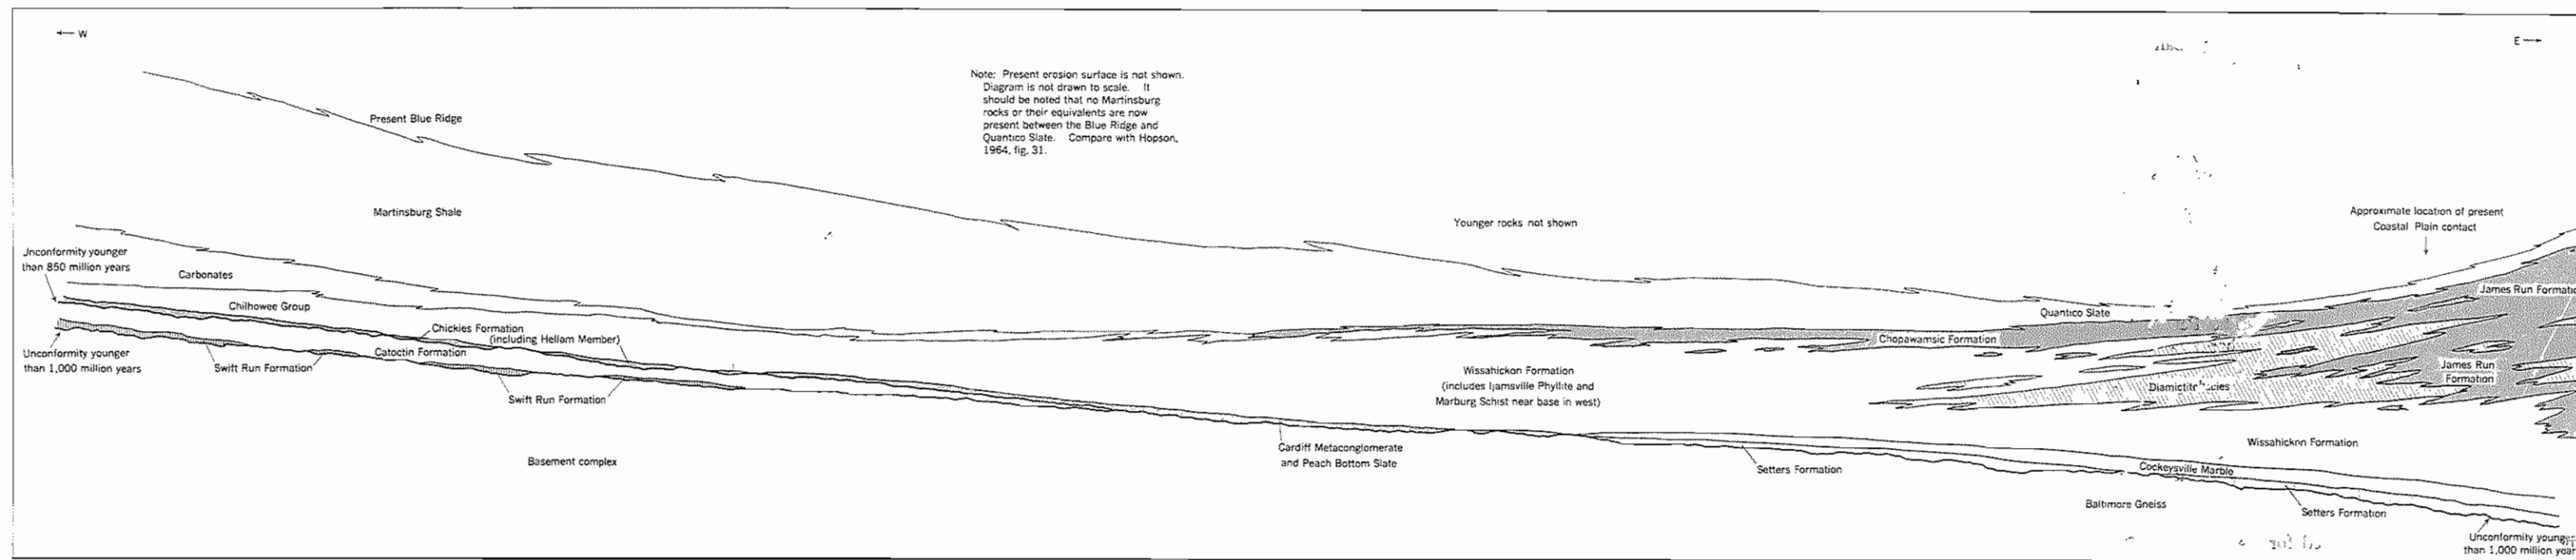 ← W
E →
Note: Present erosion surface is not shown.
Diagram is not drawn to scale. It
should be noted that no Martinsburg
rocks or their equivalents are now
present between the Blue Ridge and
Quantico Slate. Compare with Hopson,
1964, fig. 31.
Present Blue Ridge
Martinsburg Shale
Younger rocks not shown
Approximate location of present
Coastal Plain contact
Unconformity younger
than 850 million years
Carbonates
Chilhowee Group
James Run Formatio
Quantico Slate
Chickies Formation
(including Hellam Member)
Chopawamsic Formation
Catoctin Formation
Unconformity younger
than 1,000 million years
Swift Run Formation
Swift Run Formation
Wissahickon Formation
(includes Ijamsville Phyllite and
Marburg Schist near base in west)
James Run
Formation
Diamictite
Basement complex
Cardiff Metaconglomerate
and Peach Bottom Slate
Setters Formation
Wissahickon Formation
Cockeysville Marble
Baltimore Gneiss
Setters Formation
Unconformity young
than 1,000 million yea